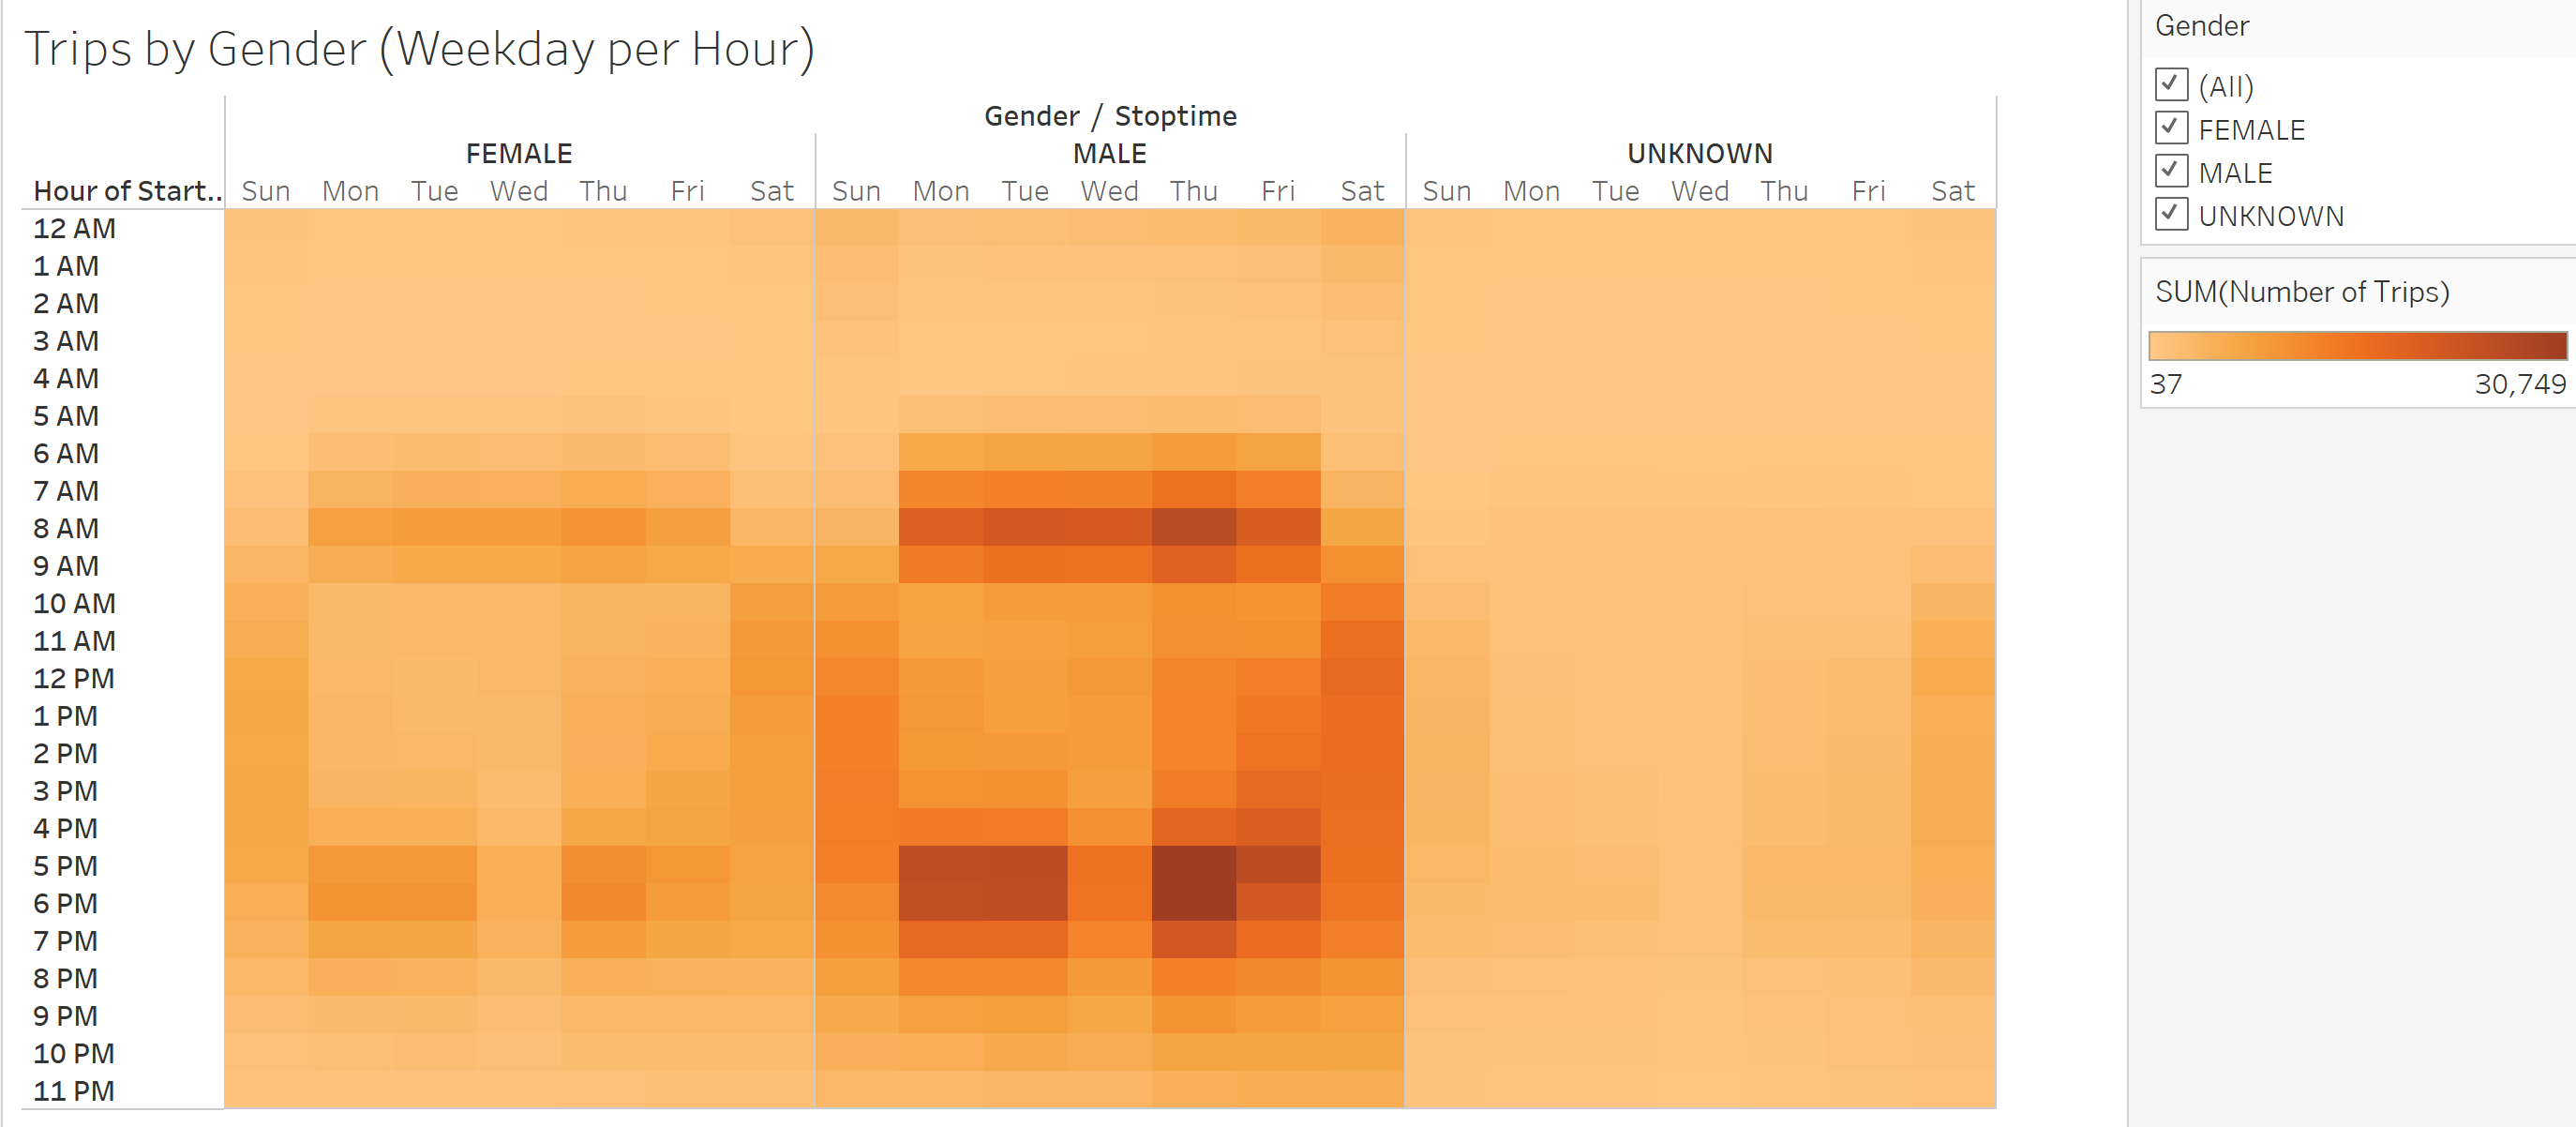 Trips by Gender (Weekday per Hour)
Gender / Stoptime
FEMALE MALE UNKNOWN
Hour of Start.. Sun Mon Tue Wed Thu Fri Sat Sun Mon Tue Wed Thu Fri Sat Sun Mon Tue Wed Thu Fri Sat
12 AM
1 AM
2 AM
3 AM
4 AM
5 AM
6 AM
7 AM
8 AM
9 AM
10 AM
11 AM
12 PM
1 PM
2 PM
3 PM
4 PM
5 PM
6 PM
7 PM
8 PM
9 PM
10 PM
11 PM
Gender
(All)
FEMALE
MALE
UNKNOWN
SUM(Number of Trips)
37 30,749